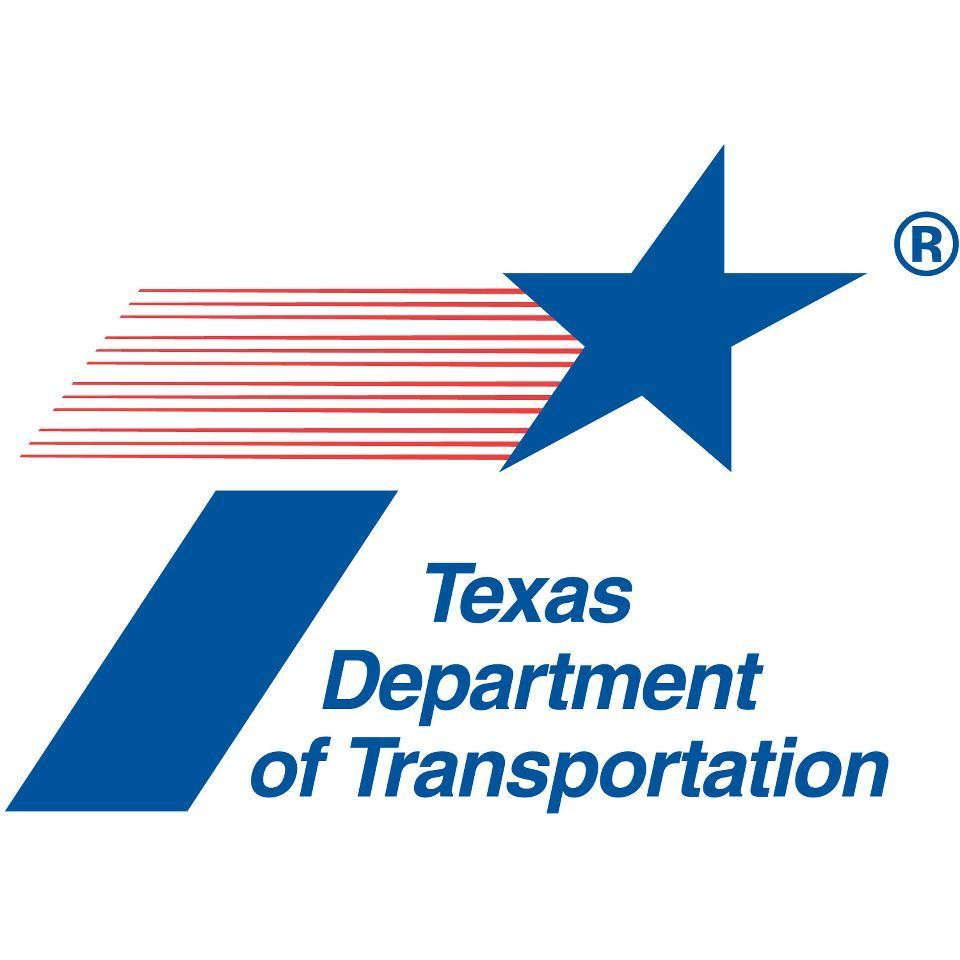 ®
Texas
Department
of Transportation